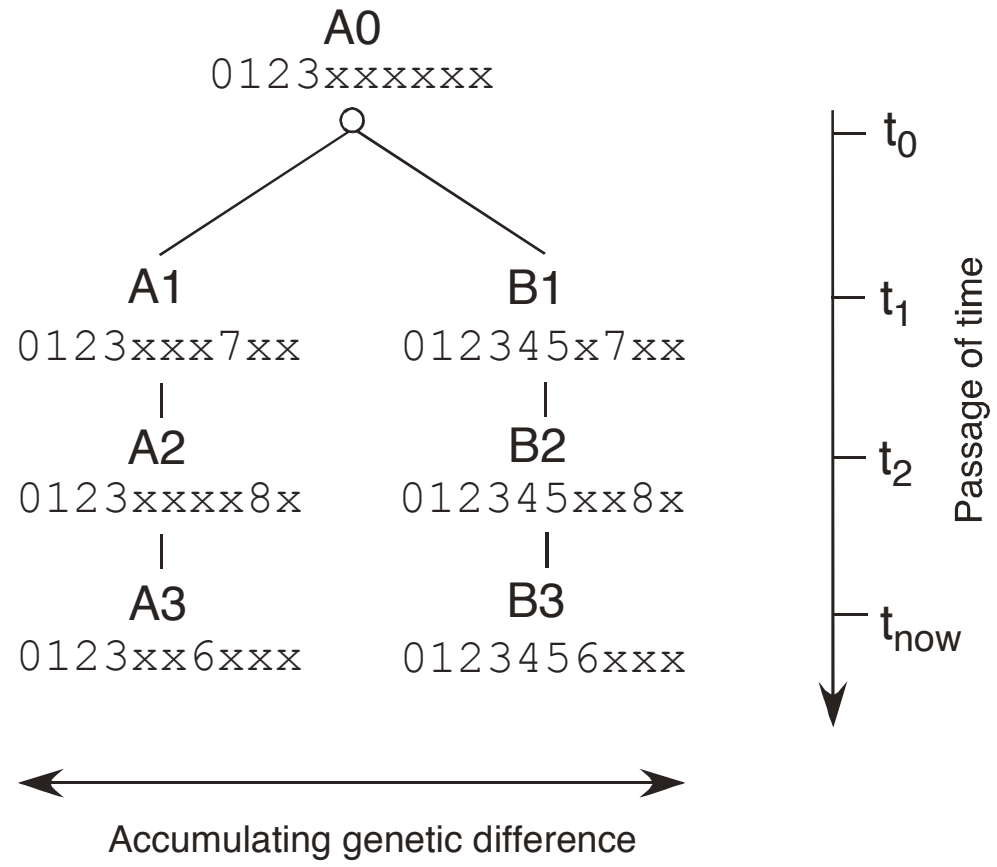 A0
0123xxxxxx
t0
A1
B1
t1
0123xxx7xx
012345x7xx
A2
B2
t2
0123xxxx8x
012345xx8x
A3
B3
tnow
0123xx6xxx
0123456xxx
Passage of time
Accumulating genetic difference